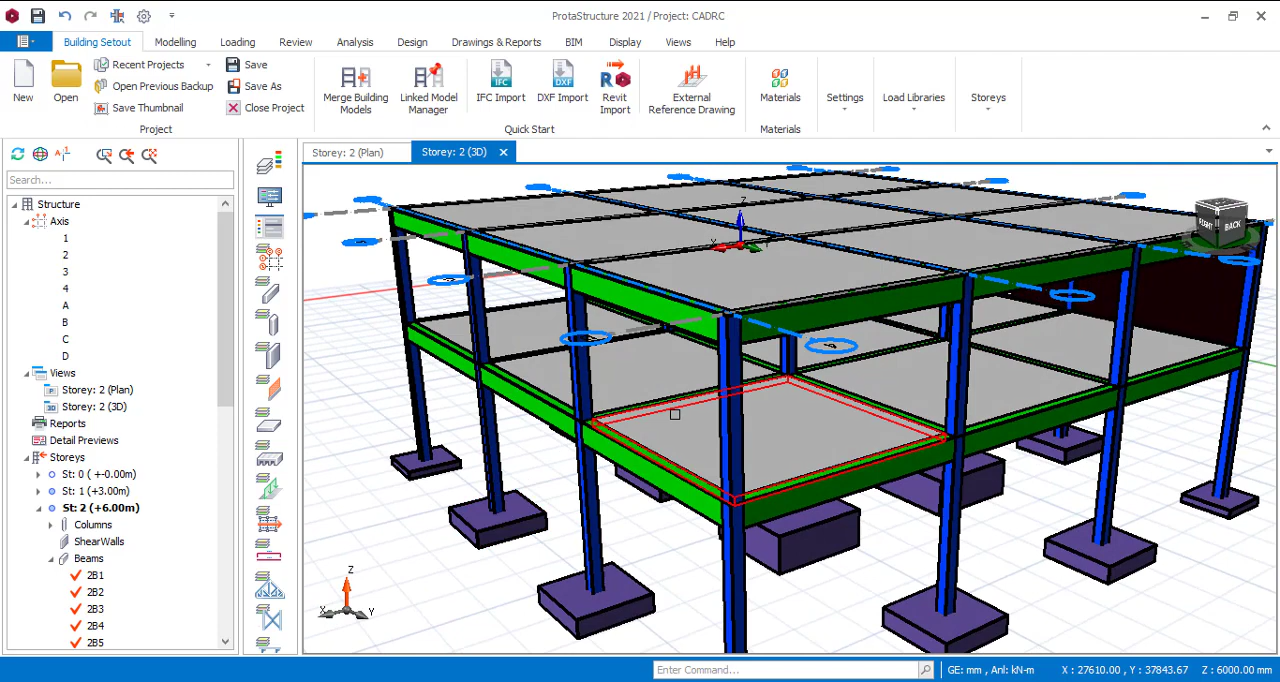 ProtaStructure 2021 / Project: CADRC
Building Setout Modelling Loading Review Analysis Design Drawings & Reports BIM Display Views Help
New
Open
Recent Projects
Open Previous Backup
Save Thumbnail
Save
Save As
Close Project
Project
Merge Building
Models
Linked Model
Manager
IFC
IFC Import
DXF
DXF Import
Revit
Import
External
Reference Drawing
Quick Start
Materials
Materials
Settings
Load Libraries
Storeys
Search...
Structure
Axis
1
2
3
4
A
B
C
D
Views
Storey: 2 (Plan)
Storey: 2 (3D)
Reports
Detail Previews
Storeys
St: 0 ( +-0.00m)
St: 1 (+3.00m)
St: 2 (+6.00m)
Columns
ShearWalls
Beams
2B1
2B2
2B3
2B4
2B5
Storey: 2 (Plan)
Storey: 2 (3D)
Z
X
Y
RIGHT
BACK
Z
X
Y
Enter Command...
GE: mm , Anl: kN-m
X : 27610.00 , Y : 37843.67
Z : 6000.00 mm